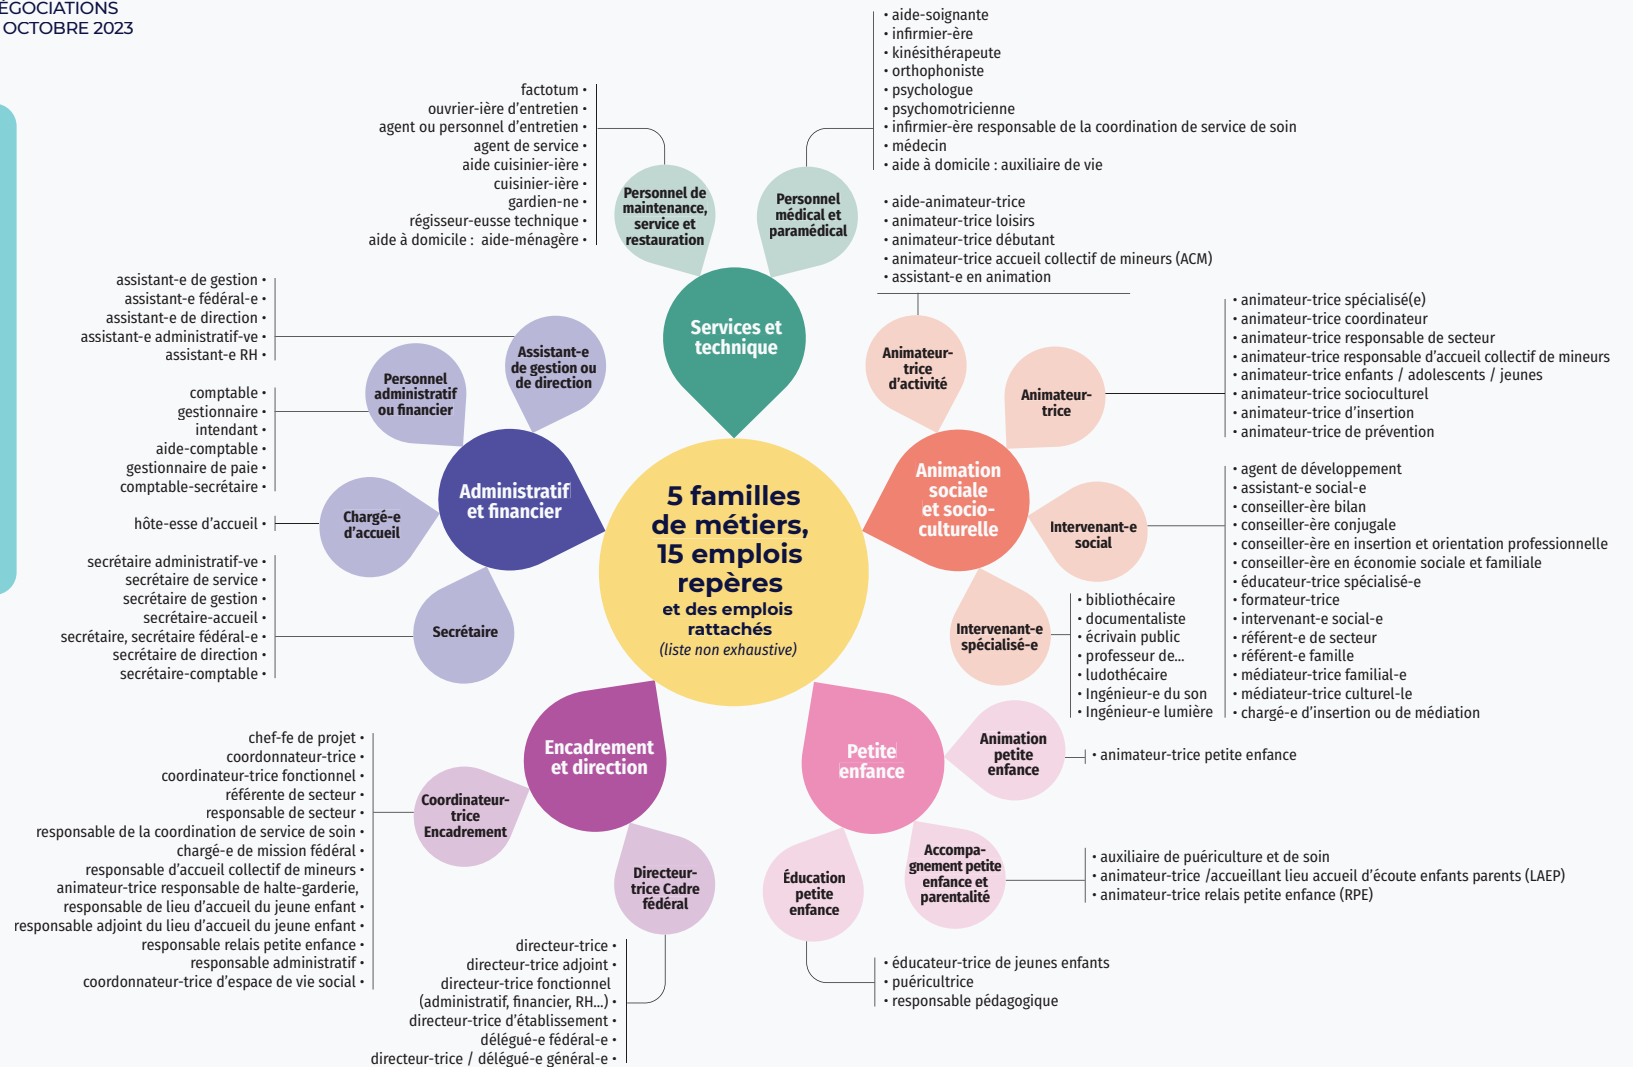 ÉGOCIATIONS
OCTOBRE 2023
factotum •
ouvrier-ière d'entretien •
agent ou personnel d'entretien •
agent de service •
aide cuisinier-ière •
cuisinier-ière •
gardien-ne •
régisseur-eusse technique •
aide à domicile : aide-ménagère •
Personnel de
maintenance,
service et
restauration
• aide-soignante
• infirmier-ère
• kinésithérapeute
• orthophoniste
• psychologue
• psychomotricienne
• infirmier-ère responsable de la coordination de service de soin
• médecin
• aide à domicile : auxiliaire de vie
Personnel
médical et
paramédical
Services et
technique
• aide-animateur-trice
• animateur-trice loisirs
• animateur-trice débutant
• animateur-trice accueil collectif de mineurs (ACM)
• assistant-e en animation
Animateur-
trice
d'activité
• animateur-trice spécialisé(e)
• animateur-trice coordinateur
• animateur-trice responsable de secteur
• animateur-trice responsable d'accueil collectif de mineurs
• animateur-trice enfants / adolescents / jeunes
• animateur-trice socioculturel
• animateur-trice d'insertion
• animateur-trice de prévention
Animateur-
trice
Animation
sociale
et socio-
culturelle
• agent de développement
• assistant-e social-e
• conseiller-ère bilan
• conseiller-ère conjugale
• conseiller-ère en insertion et orientation professionnelle
• conseiller-ère en économie sociale et familiale
• éducateur-trice spécialisé-e
• formateur-trice
• intervenant-e social-e
• référent-e de secteur
• référent-e famille
• médiateur-trice familial-e
• médiateur-trice culturel-le
• chargé-e d'insertion ou de médiation
Intervenant-e
social
• bibliothécaire
• documentaliste
• écrivain public
• professeur de...
• ludothécaire
• Ingénieur-e du son
• Ingénieur-e lumière
Intervenant-e
spécialisé-e
assistant-e de gestion •
assistant-e fédéral-e •
assistant-e de direction •
assistant-e administratif-ve •
assistant-e RH •
Assistant-e
de gestion ou
de direction
comptable •
gestionnaire •
intendant •
aide-comptable •
gestionnaire de paie •
comptable-secrétaire •
Personnel
administratif
ou financier
Administratif
et financier
hôte-esse d'accueil •
Chargé-e
d'accueil
secrétaire administratif-ve •
secrétaire de service •
secrétaire de gestion •
secrétaire-accueil •
secrétaire, secrétaire fédéral-e •
secrétaire de direction •
secrétaire-comptable •
Secrétaire
5 familles
de métiers,
15 emplois
repères
et des emplois
rattachés
(liste non exhaustive)
Encadrement
et direction
chef-fe de projet •
coordonnateur-trice •
coordinateur-trice fonctionnel •
référente de secteur •
responsable de secteur •
responsable de la coordination de service de soin •
chargé-e de mission fédéral •
responsable d'accueil collectif de mineurs •
animateur-trice responsable de halte-garderie,
responsable de lieu d'accueil du jeune enfant •
responsable adjoint du lieu d'accueil du jeune enfant •
responsable relais petite enfance •
responsable administratif •
coordonnateur-trice d'espace de vie social •
Coordinateur-
trice
Encadrement
Directeur-
trice Cadre
fédéral
directeur-trice •
directeur-trice adjoint •
directeur-trice fonctionnel
(administratif, financier, RH...) •
directeur-trice d'établissement •
délégué-e fédéral-e •
directeur-trice / délégué-e général-e •
Petite
enfance
Animation
petite
enfance
• animateur-trice petite enfance
Accompa-
gnement petite
enfance et
parentalité
• auxiliaire de puériculture et de soin
• animateur-trice /accueillant lieu accueil d'écoute enfants parents (LAEP)
• animateur-trice relais petite enfance (RPE)
Éducation
petite
enfance
• éducateur-trice de jeunes enfants
• puéricultrice
• responsable pédagogique